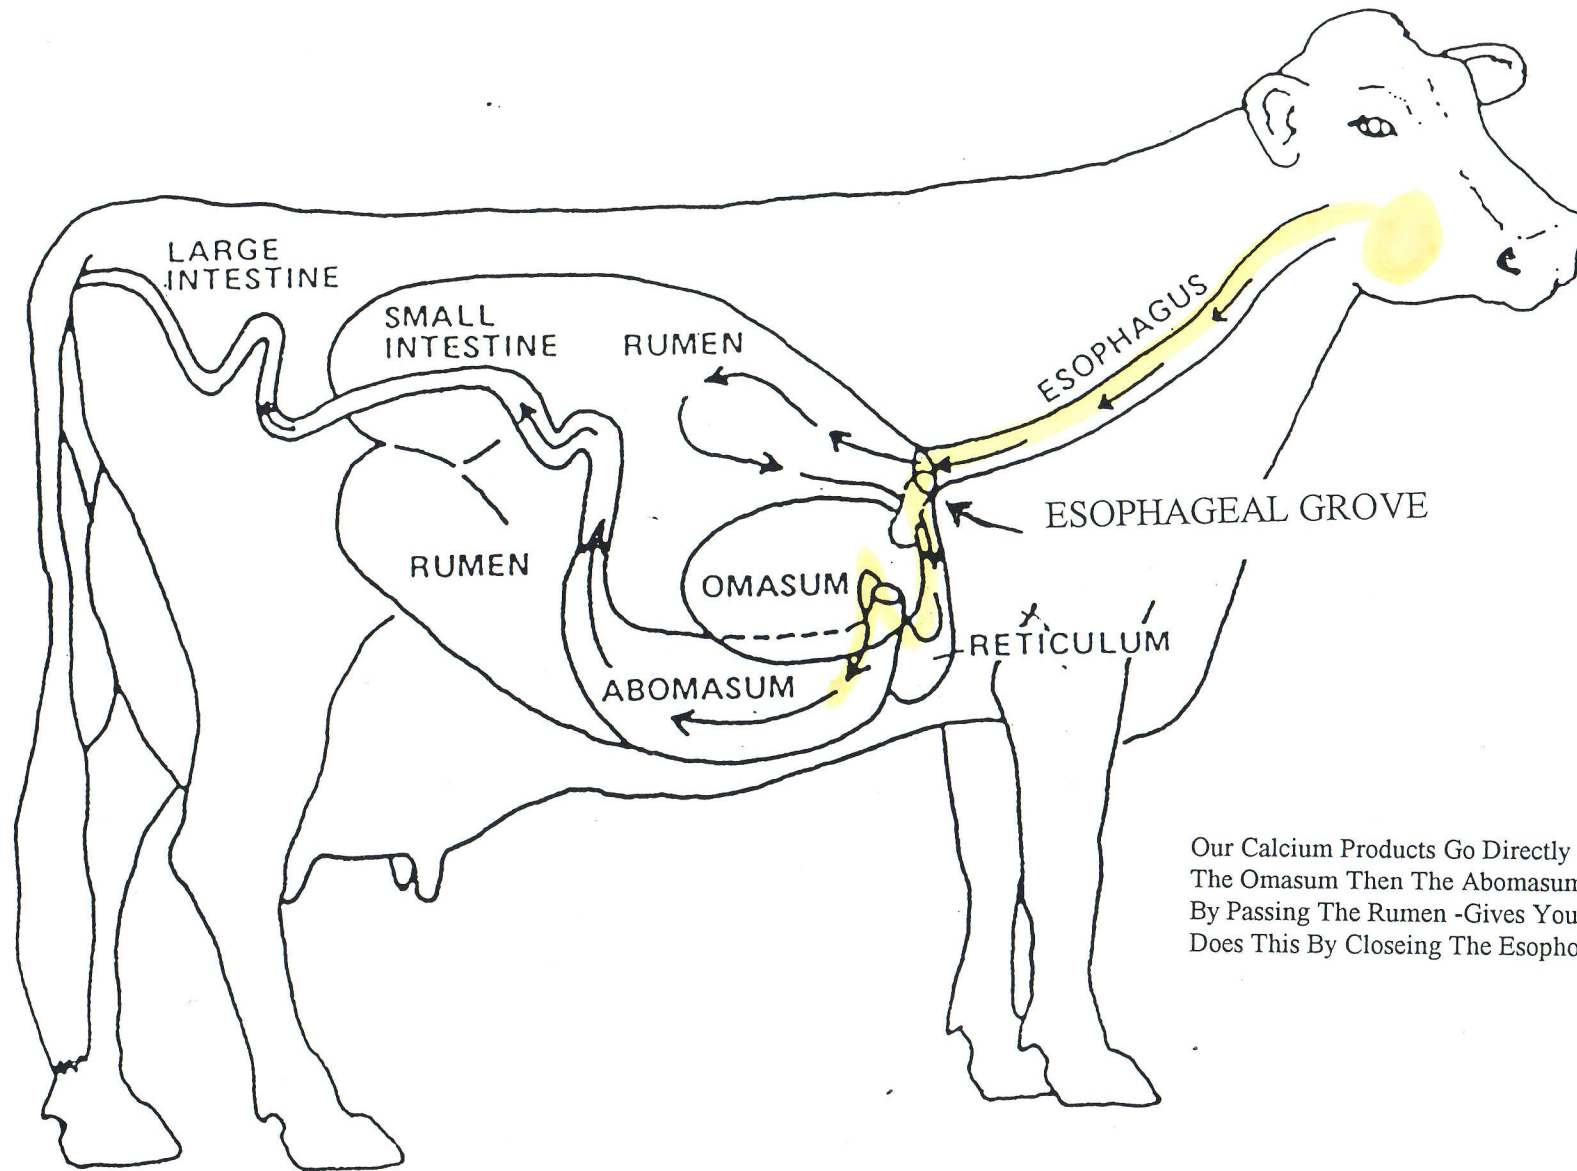 LARGE
INTESTINE
SMALL
INTESTINE
RUMEN
ESOPHAGUS
ESOPHAGEAL GROVE
RUMEN
OMASUM
RETICULUM
ABOMASUM
Our Calcium Products Go Directly
The Omasum Then The Abomasum
By Passing The Rumen -Gives You
Does This By Closeing The Esopho